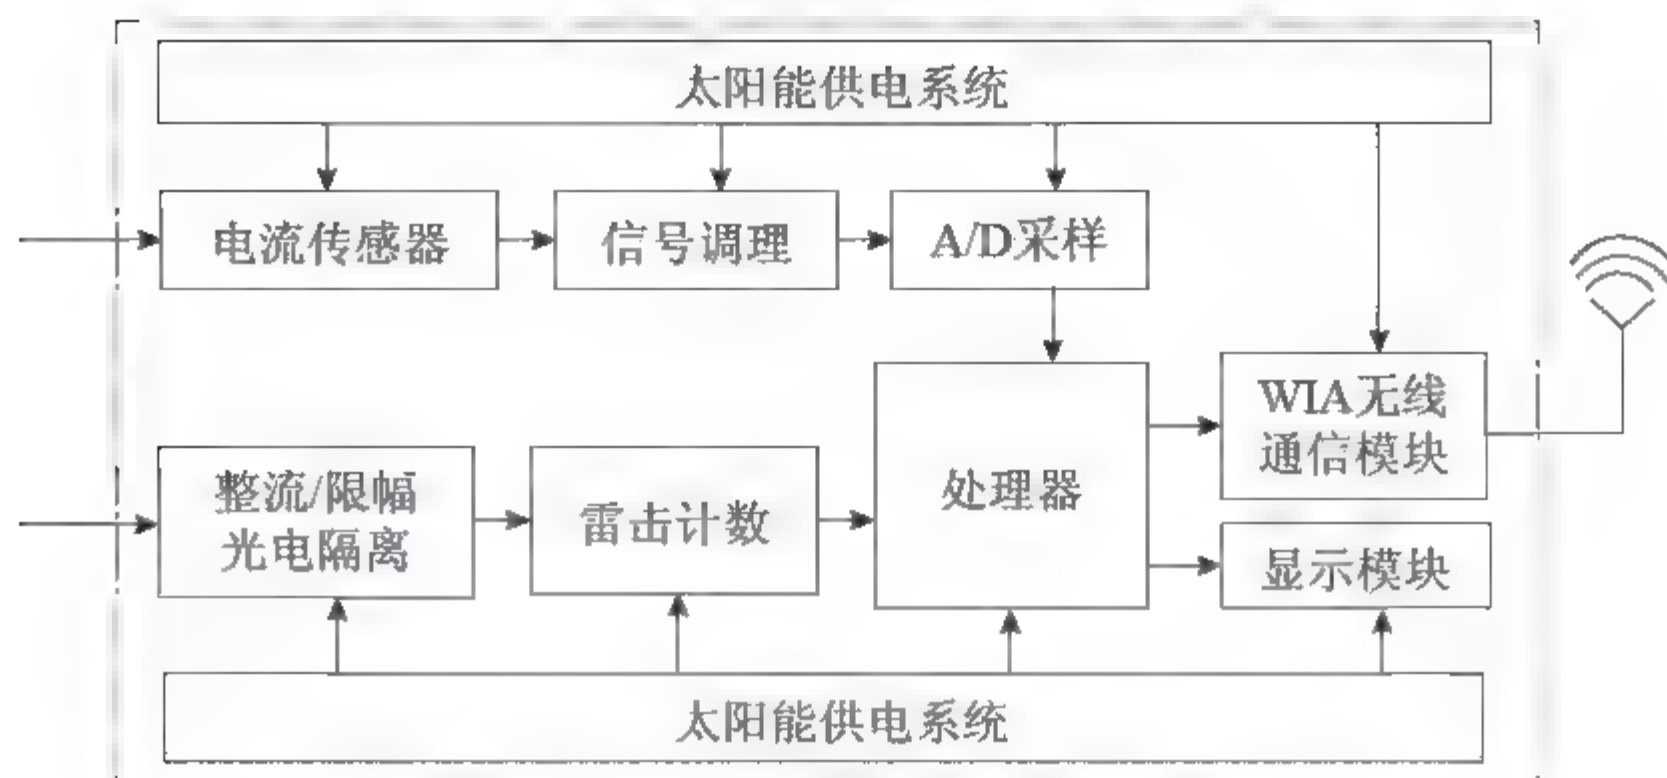 太阳能供电系统
电流传感器
信号调理
A/D采样
WIA无线
通信模块
整流/限幅
光电隔离
雷击计数
处理器
显示模块
太阳能供电系统